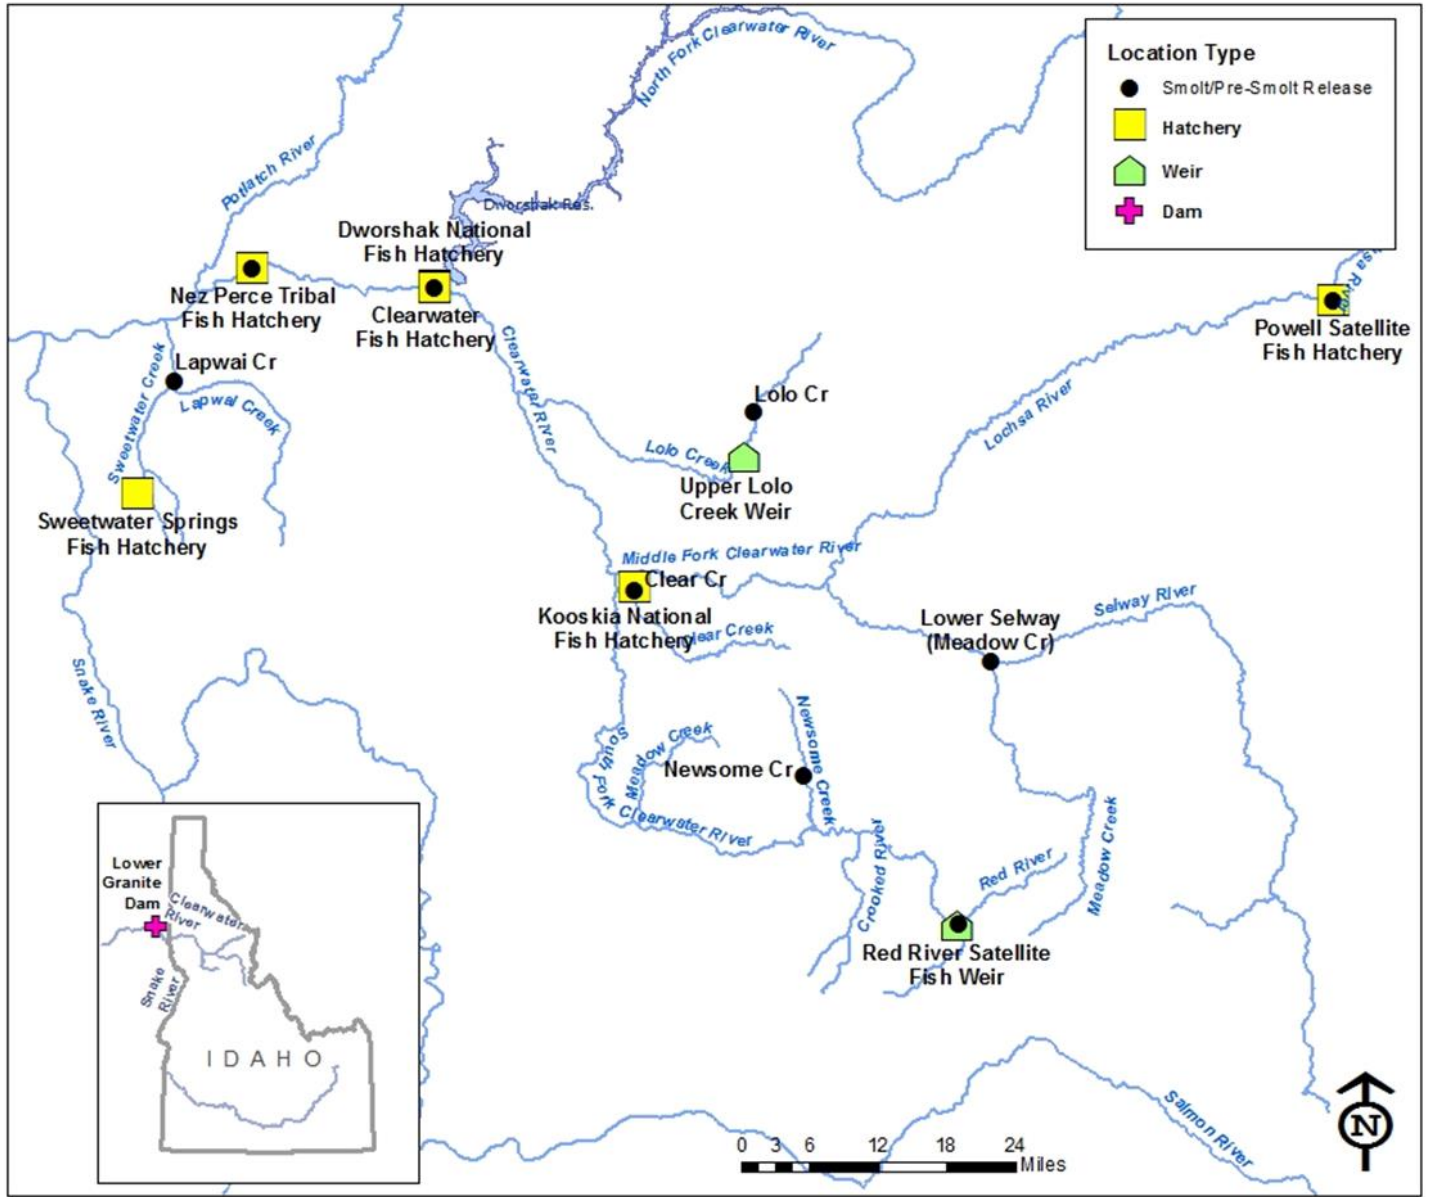 North Fork Clearwater River
Location Type
Smolt/Pre-Smolt Release
Hatchery
Weir
Dam
Potlatch River
Dworshak Res.
Dworshak National
Fish Hatchery
Nez Perce Tribal
Fish Hatchery
Clearwater
Fish Hatchery
Powell Satellite
Fish Hatchery
River
Lapwai Cr
Sweetwater Creek
Lapwai Creek
Clearwater River
Lolo Cr
Lochsa River
Lolo Creek
Upper Lolo
Creek Weir
Sweetwater Springs
Fish Hatchery
Middle Fork Clearwater River
Clear Cr
Kooskia National
Fish Hatchery
Clear Creek
Lower Selway
(Meadow Cr)
Selway River
Snake River
South Fork Clearwater River
Meadow Creek
Newsome Cr
Newsome Creek
Crooked River
Red River
Meadow Creek
Red River Satellite
Fish Weir
Lower
Granite
Dam
Clearwater
River
Snake
River
IDAHO
Salmon River
0 3 6 12 18 24
Miles
N